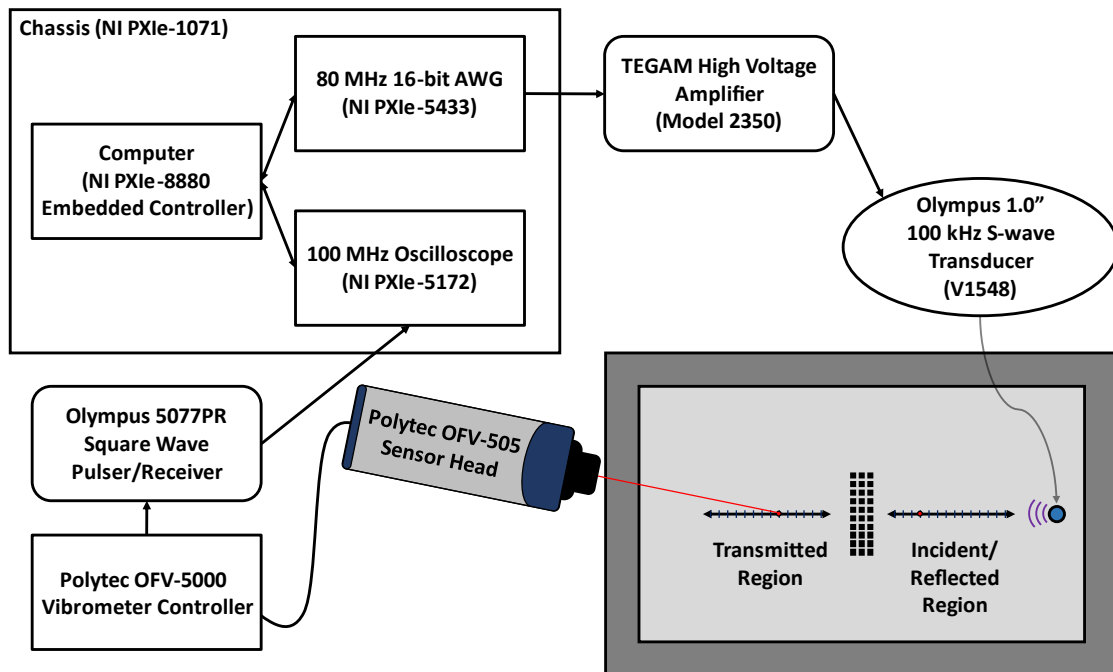 Chassis (NI PXIe-1071)
80 MHz 16-bit AWG
(NI PXIe-5433)
TEGAM High Voltage
Amplifier
(Model 2350)
Computer
(NI PXIe-8880
Embedded Controller)
100 MHz Oscilloscope
(NI PXIe-5172)
Olympus 1.0”
100 kHz S-wave
Transducer
(V1548)
Olympus 5077PR
Square Wave
Pulser/Receiver
Polytec OFV-505
Sensor Head
Polytec OFV-5000
Vibrometer Controller
Transmitted
Region
Incident/
Reflected
Region